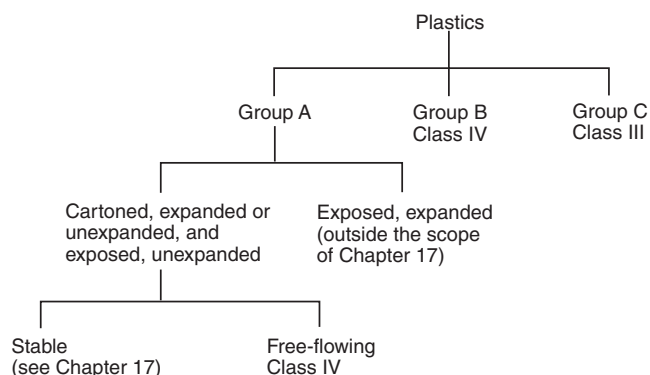 Plastics
Group A
Group B
Class IV
Group C
Class III
Cartoned, expanded or
unexpanded, and
exposed, unexpanded
Exposed, expanded
(outside the scope
of Chapter 17)
Stable
(see Chapter 17)
Free-flowing
Class IV